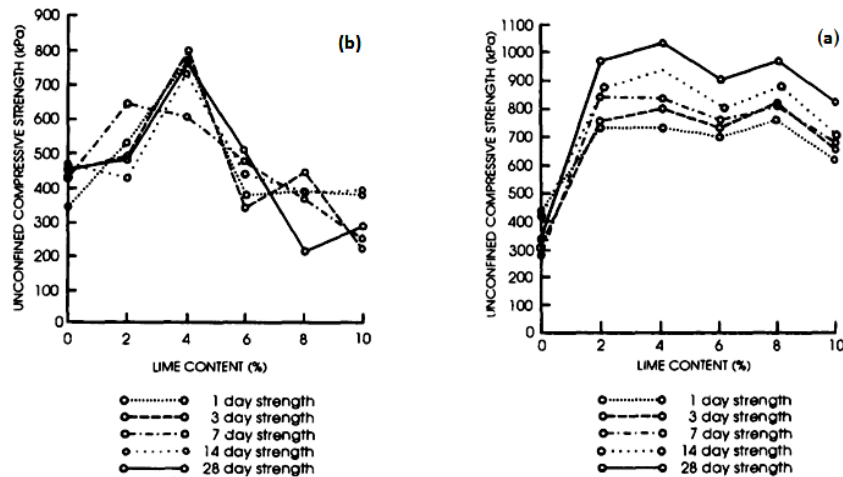 (b)
UNCONFINED COMPRESSIVE STRENGTH (kPa)
900
800
700
600
500
400
300
200
100
0
0 2 4 6 8 10
LIME CONTENT (%)
1 day strength
3 day strength
7 day strength
14 day strength
28 day strength
(a)
UNCONFINED COMPRESSIVE STRENGTH (kPa)
1100
1000
900
800
700
600
500
400
300
200
100
0
0 2 4 6 8 10
LIME CONTENT (%)
1 day strength
3 day strength
7 day strength
14 day strength
28 day strength